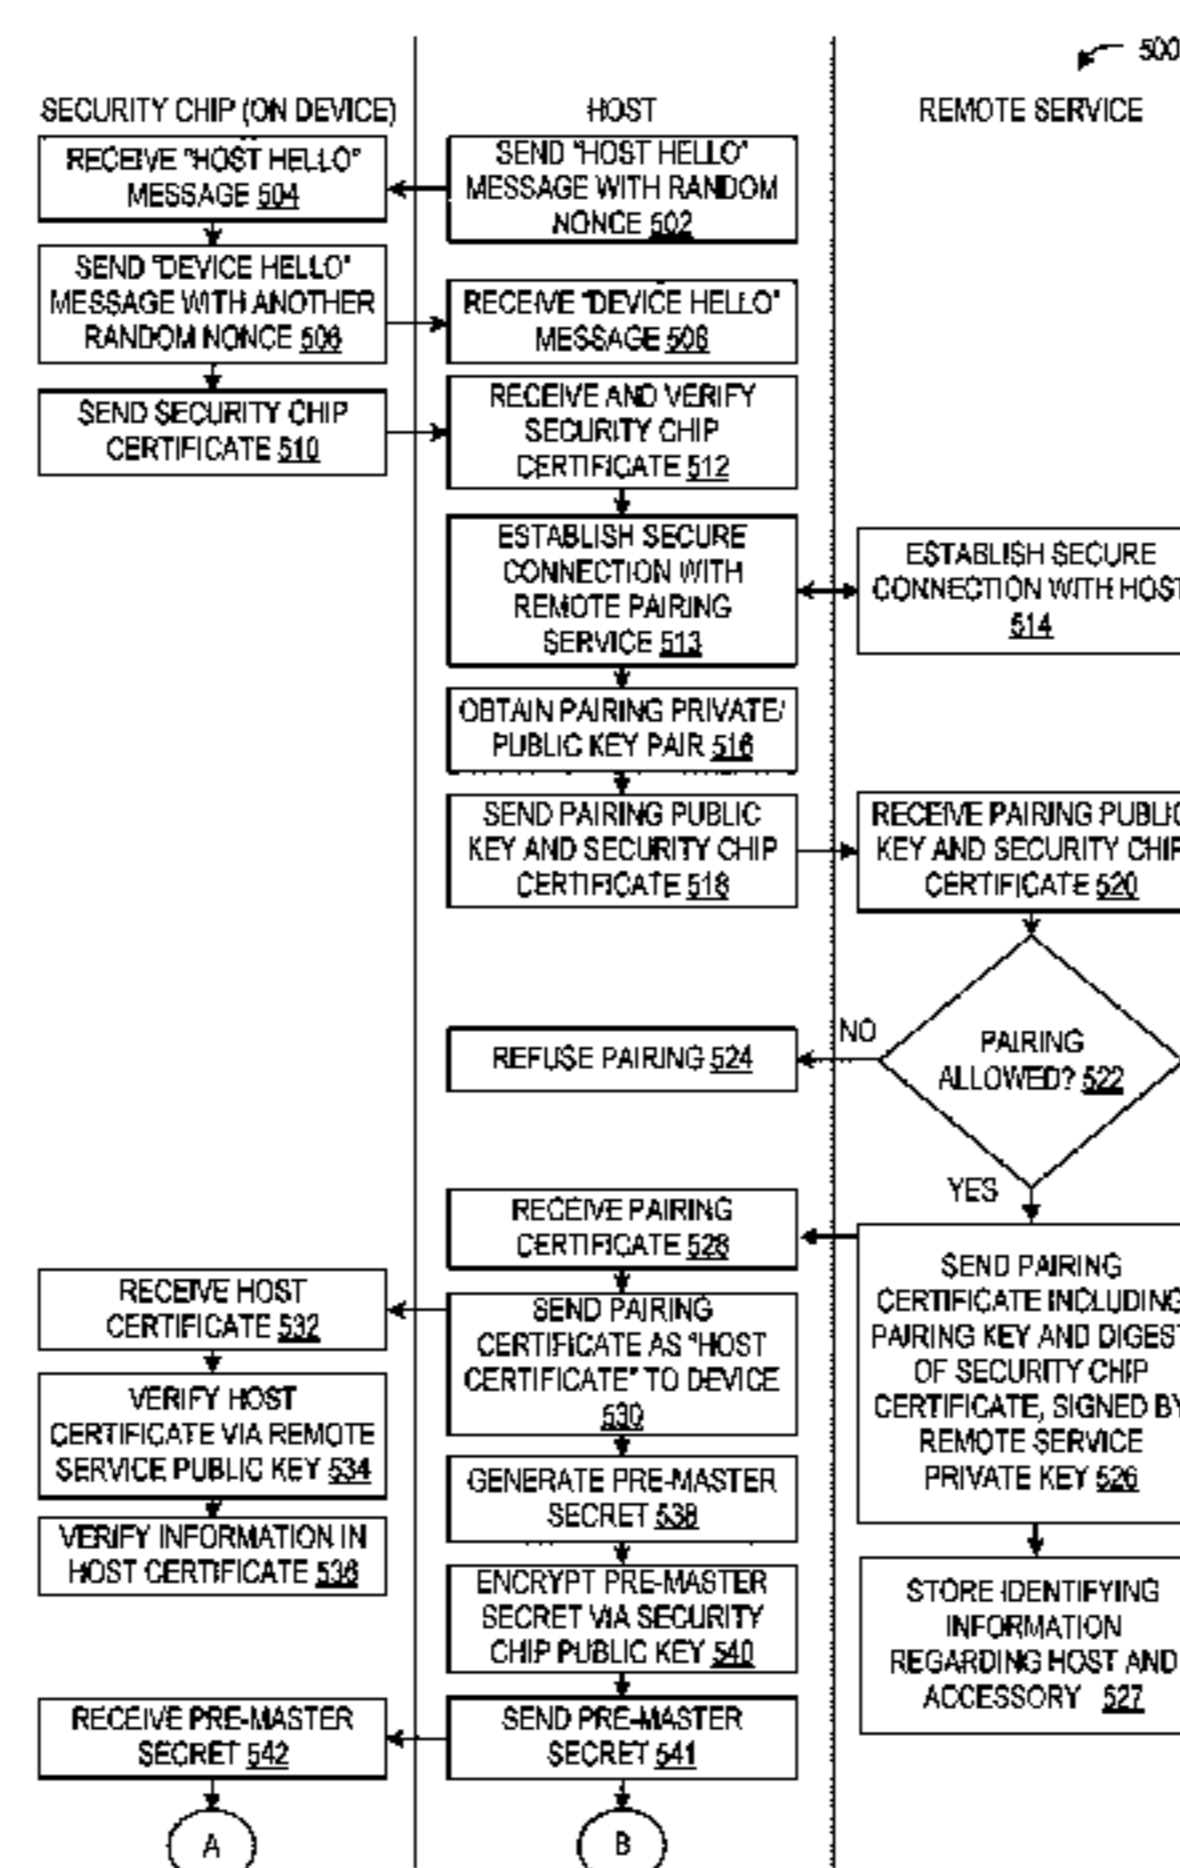 500
SECURITY CHIP (ON DEVICE)
HOST
REMOTE SERVICE
RECEIVE "HOST HELLO"
MESSAGE 504
SEND "HOST HELLO"
MESSAGE WITH RANDOM
NONCE 502
SEND "DEVICE HELLO"
MESSAGE WITH ANOTHER
RANDOM NONCE 506
RECEIVE "DEVICE HELLO"
MESSAGE 508
SEND SECURITY CHIP
CERTIFICATE 510
RECEIVE AND VERIFY
SECURITY CHIP
CERTIFICATE 512
ESTABLISH SECURE
CONNECTION WITH
REMOTE PAIRING
SERVICE 513
ESTABLISH SECURE
CONNECTION WITH HOST
514
OBTAIN PAIRING PRIVATE/
PUBLIC KEY PAIR 516
SEND PAIRING PUBLIC
KEY AND SECURITY CHIP
CERTIFICATE 518
RECEIVE PAIRING PUBLIC
KEY AND SECURITY CHIP
CERTIFICATE 520
NO
PAIRING
ALLOWED? 522
REFUSE PAIRING 524
YES
RECEIVE PAIRING
CERTIFICATE 528
SEND PAIRING
CERTIFICATE INCLUDING
PAIRING KEY AND DIGEST
OF SECURITY CHIP
CERTIFICATE, SIGNED BY
REMOTE SERVICE
PRIVATE KEY 526
RECEIVE HOST
CERTIFICATE 532
SEND PAIRING
CERTIFICATE AS "HOST
CERTIFICATE" TO DEVICE
530
VERIFY HOST
CERTIFICATE VIA REMOTE
SERVICE PUBLIC KEY 534
GENERATE PRE-MASTER
SECRET 538
VERIFY INFORMATION IN
HOST CERTIFICATE 536
ENCRYPT PRE-MASTER
SECRET VIA SECURITY
CHIP PUBLIC KEY 540
STORE IDENTIFYING
INFORMATION
REGARDING HOST AND
ACCESSORY 527
RECEIVE PRE-MASTER
SECRET 542
SEND PRE-MASTER
SECRET 541
A
B